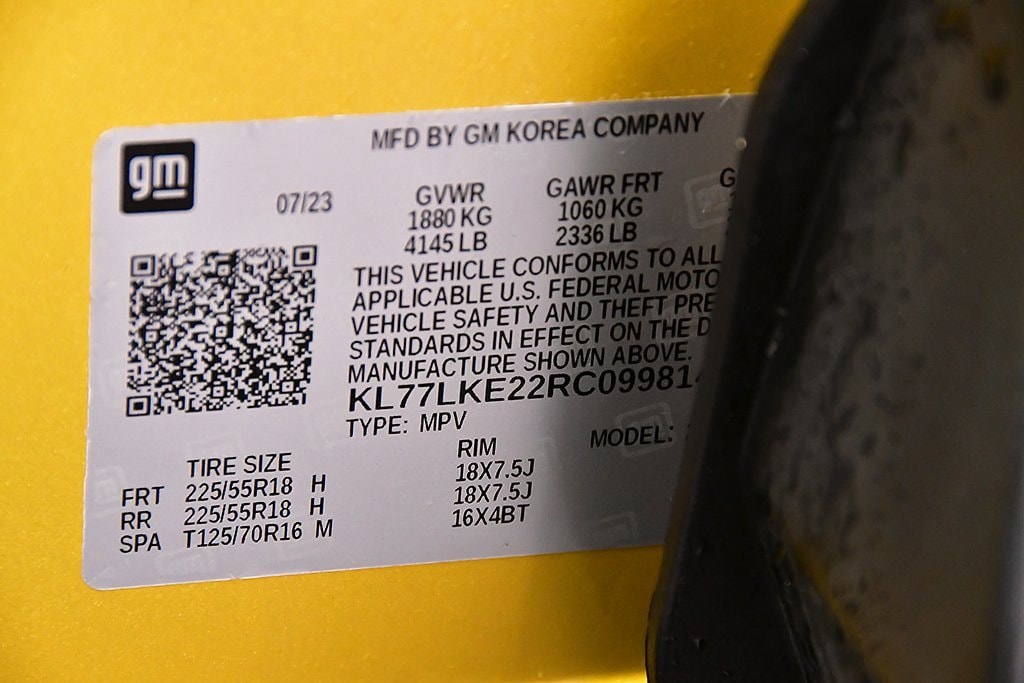 MFD BY GM KOREA COMPANY
gm
07/23
GVWR GAWR FRT
1880 KG 1060 KG
4145 LB 2336 LB
THIS VEHICLE CONFORMS TO ALL
APPLICABLE U.S. FEDERAL MOTO
VEHICLE SAFETY AND THEFT PRE
STANDARDS IN EFFECT ON THE D
MANUFACTURE SHOWN ABOVE.
KL77LKE22RC09981
TYPE: MPV MODEL:
TIRE SIZE RIM
FRT 225/55R18 H 18X7.5J
RR 225/55R18 H 18X7.5J
SPA T125/70R16 M 16X4BT